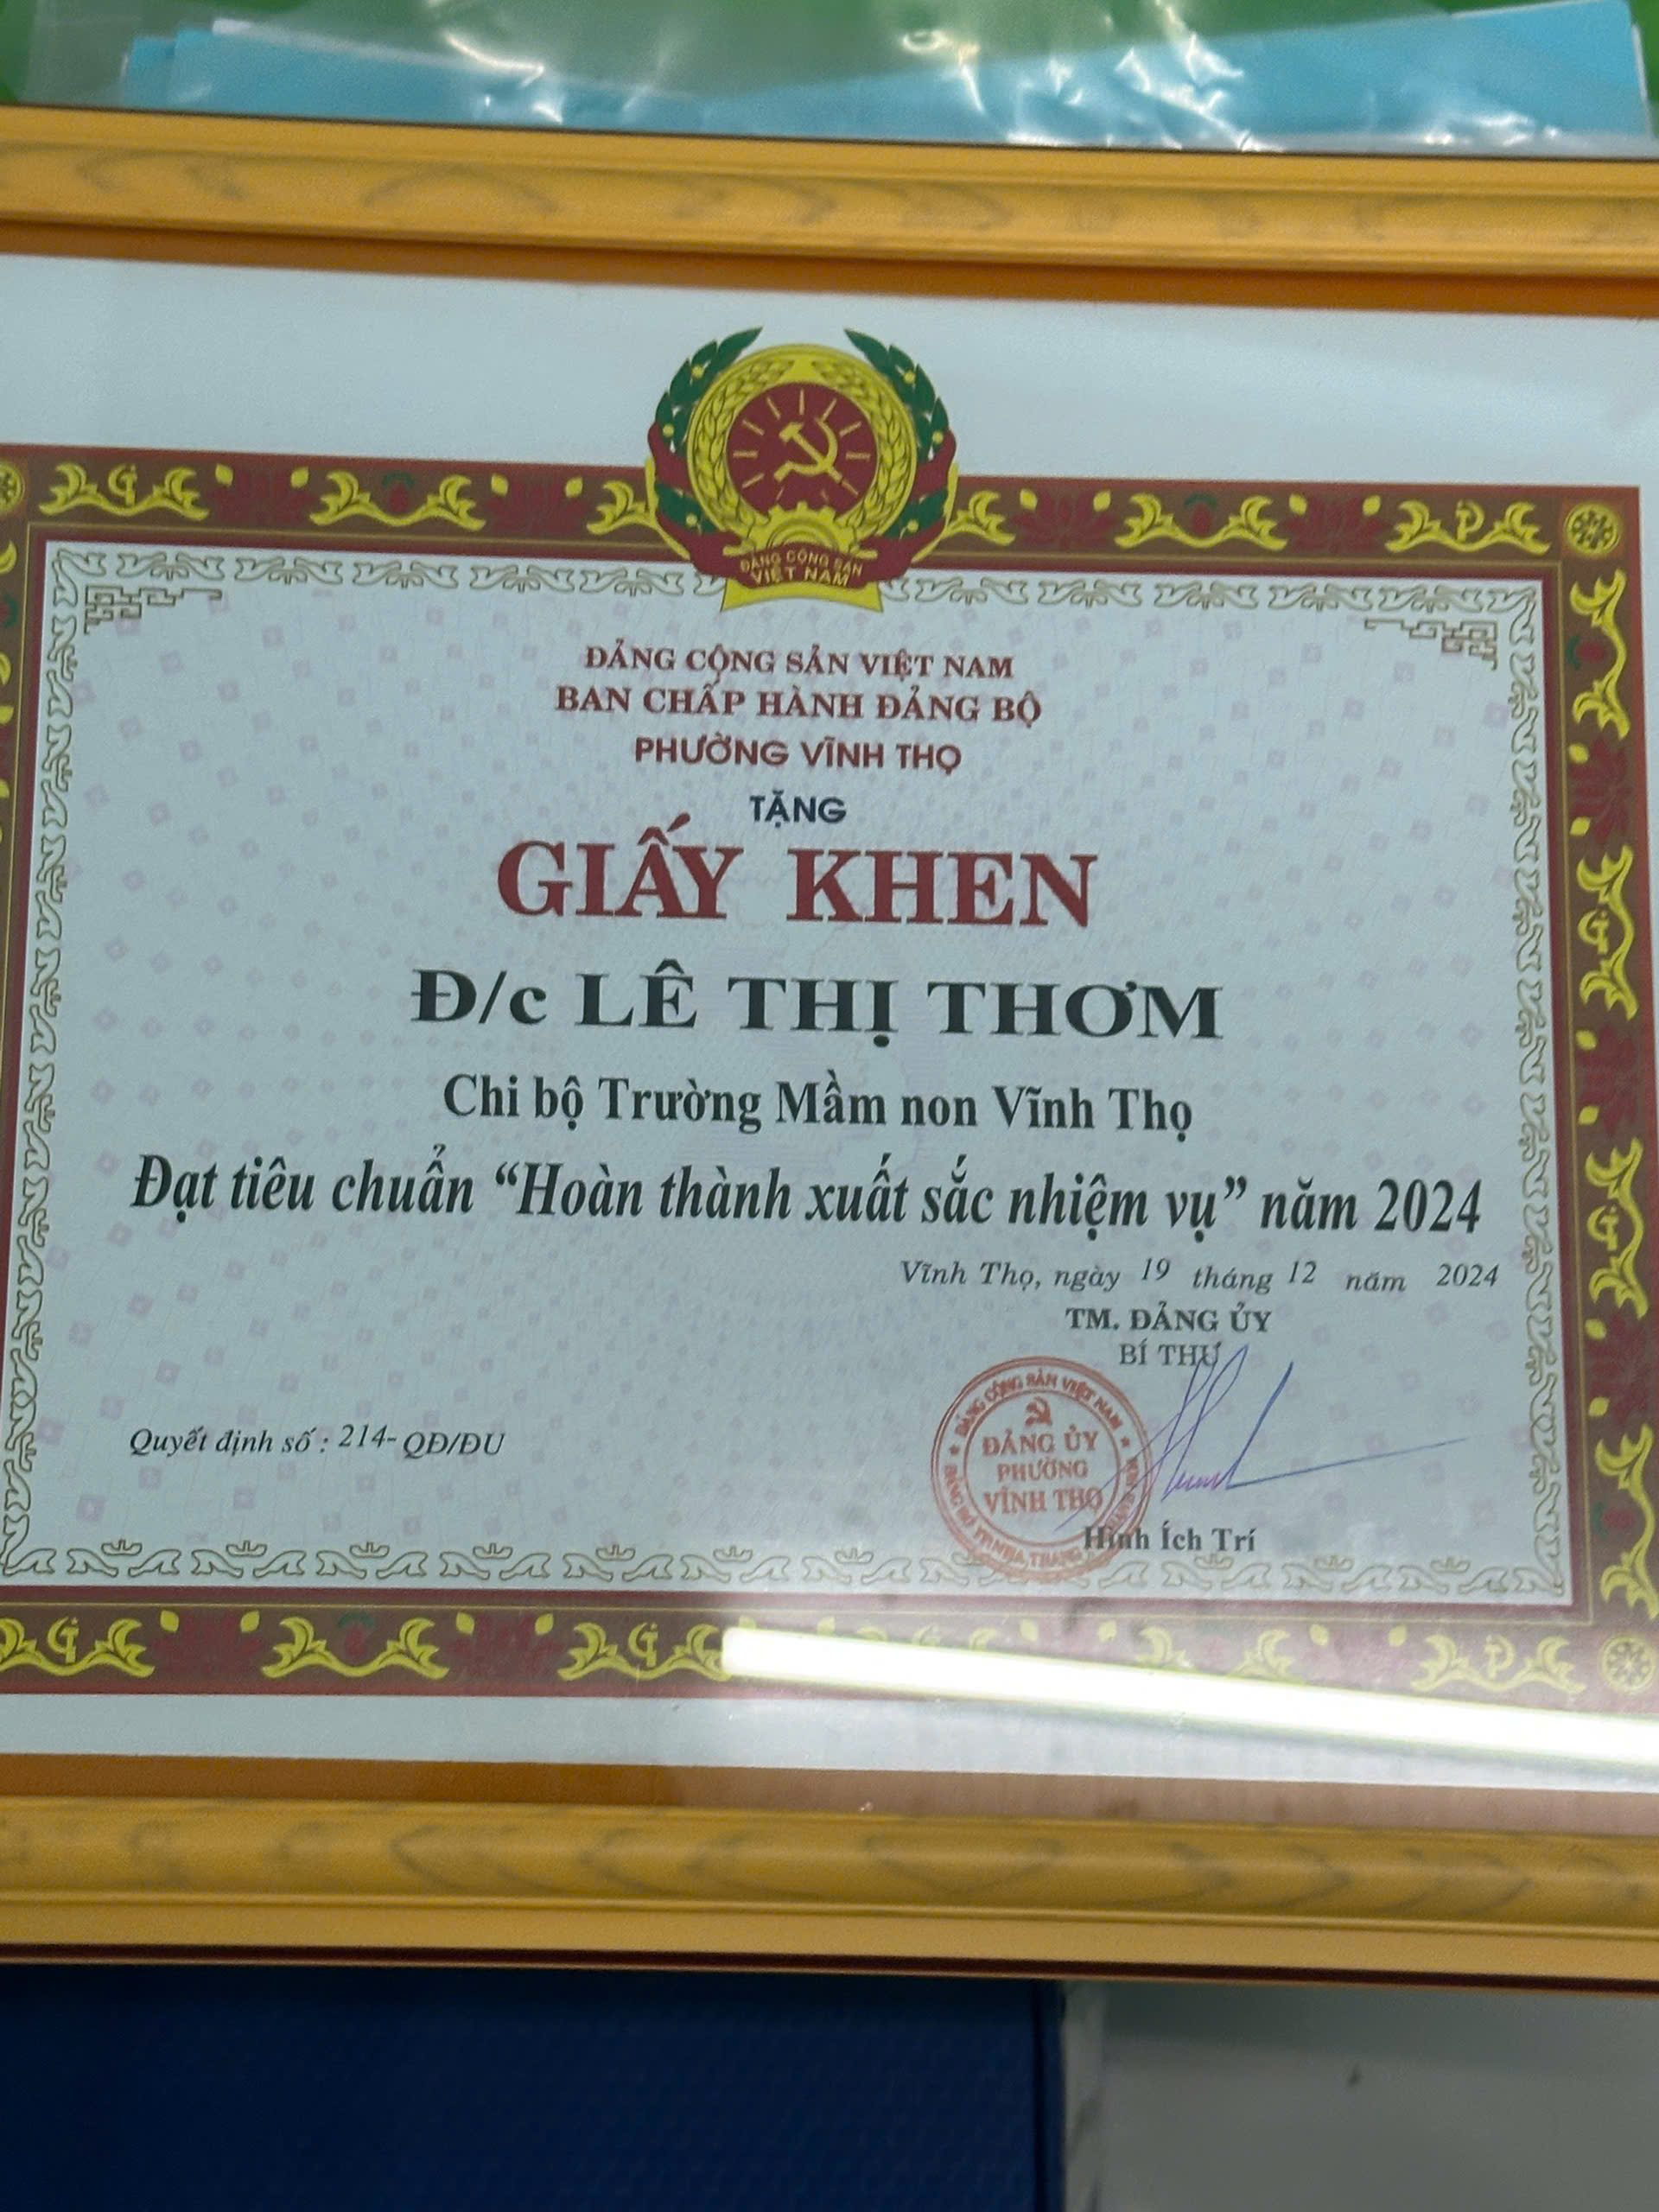 ĐẢNG CỘNG SẢN
VIỆT NAM
ĐẢNG CỘNG SẢN VIỆT NAM
BAN CHẤP HÀNH ĐẢNG BỘ
PHƯỜNG VĨNH THỌ
TẶNG
GIẤY KHEN
Đ/c LÊ THỊ THƠM
Chi bộ Trường Mầm non Vĩnh Thọ
Đạt tiêu chuẩn “Hoàn thành xuất sắc nhiệm vụ” năm 2024
Vĩnh Thọ, ngày 19 tháng 12 năm 2024
TM. ĐẢNG ỦY
BÍ THƯ
Quyết định số : 214- QĐ/ĐU
ĐẢNG CỘNG SẢN VIỆT NAM
ĐẢNG ỦY
PHƯỜNG
VĨNH THỌ
Hình Ích Trí